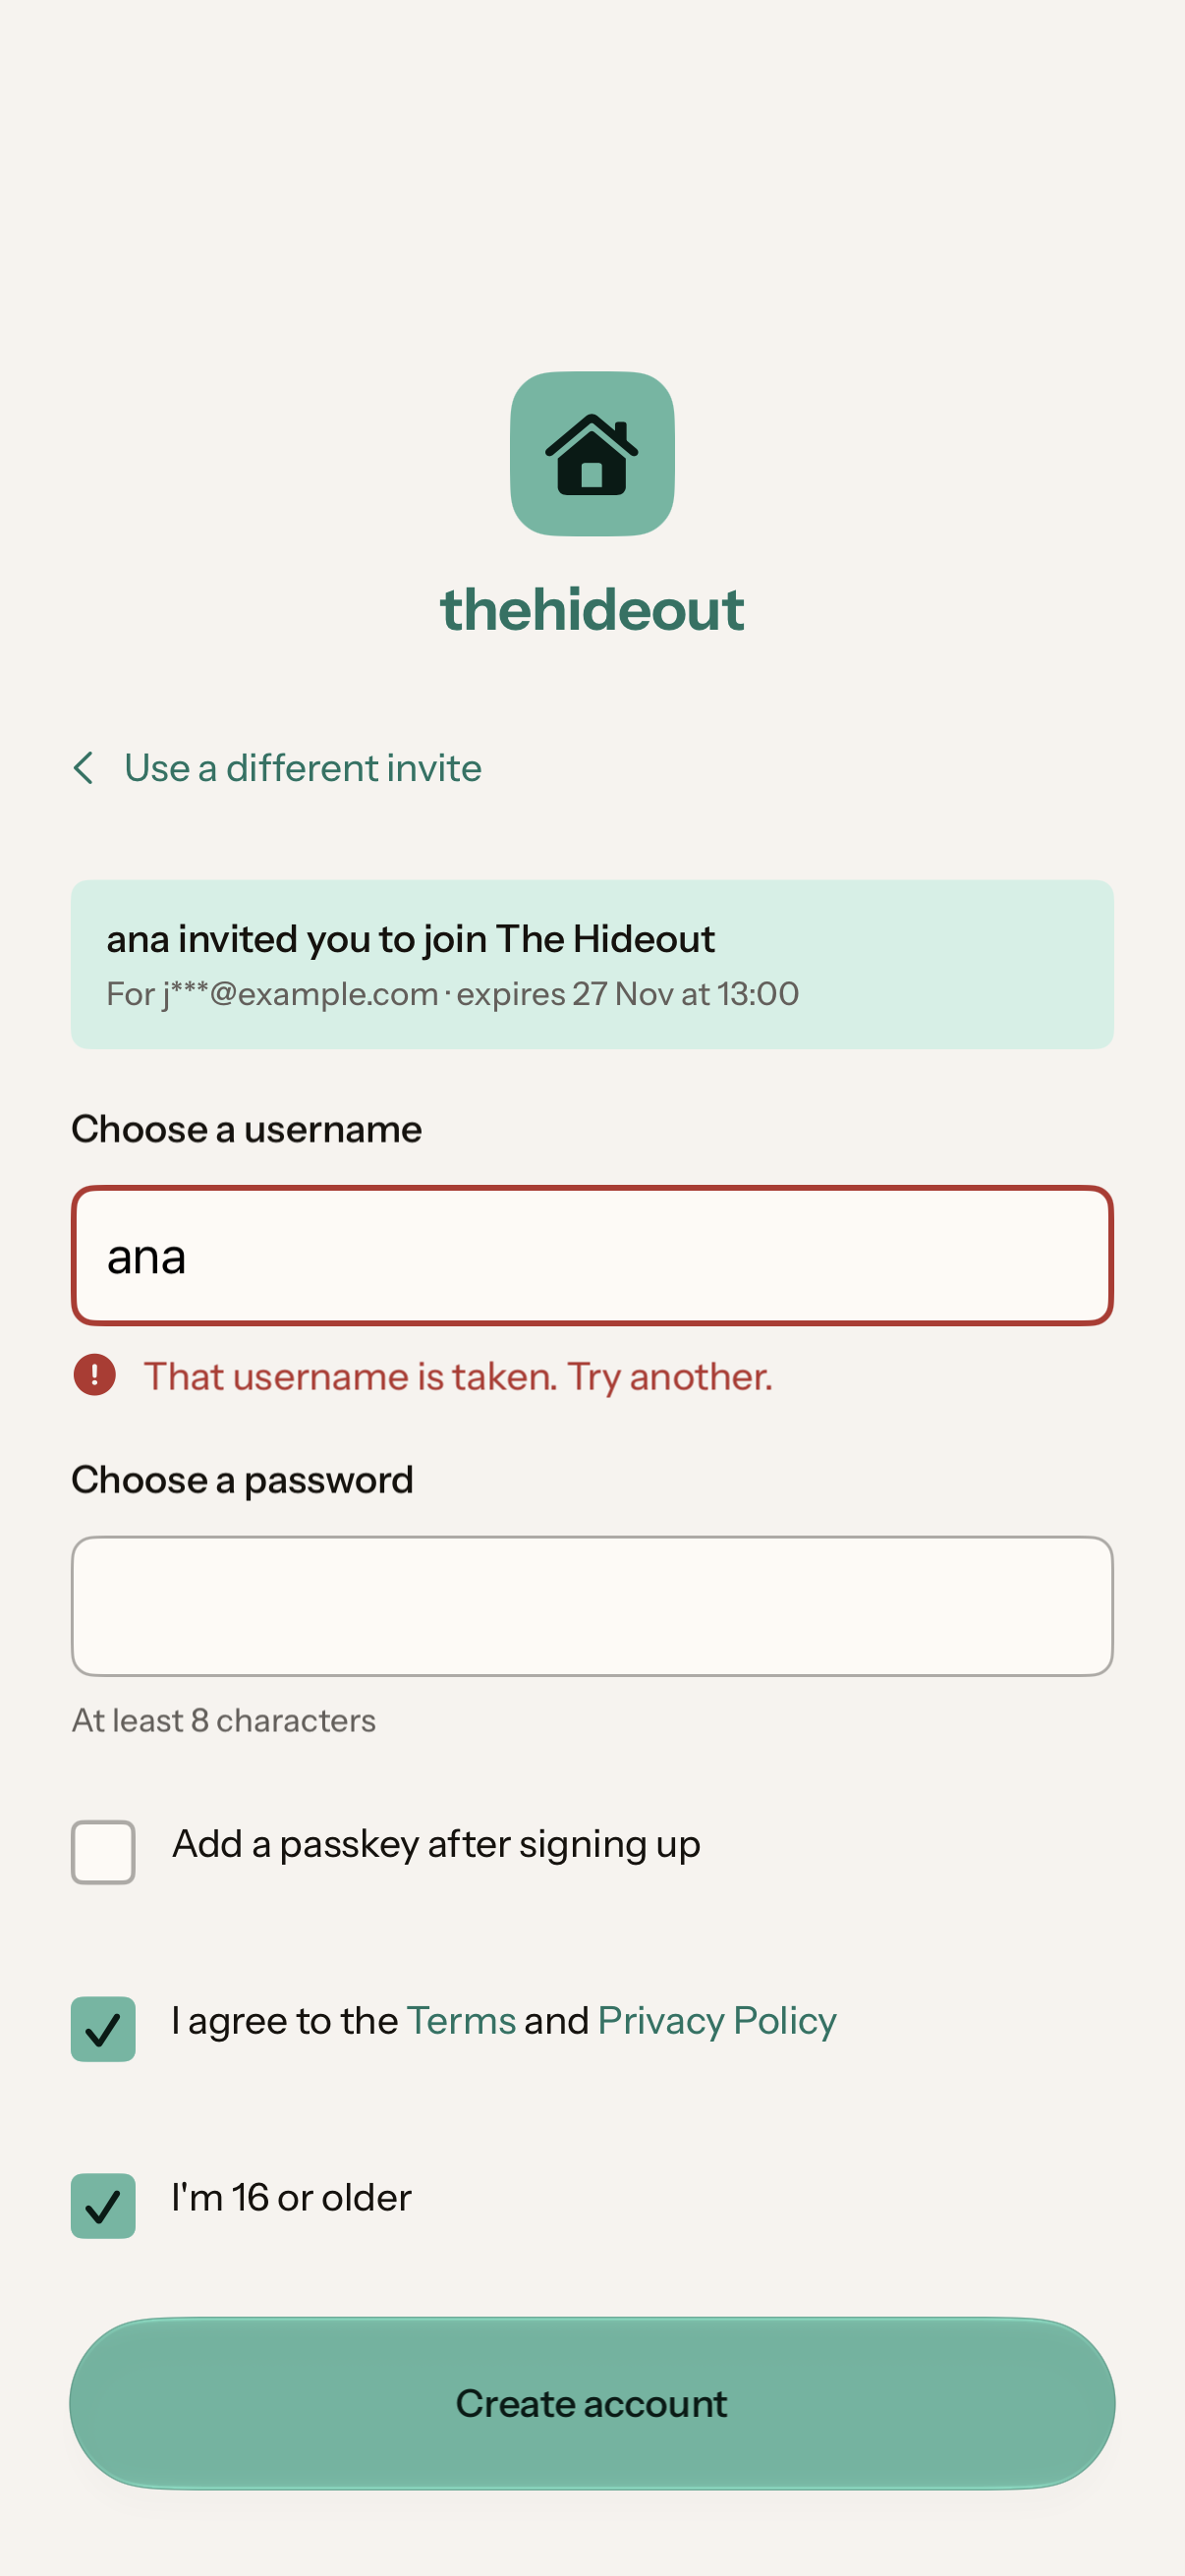 thehideout
Use a different invite
ana invited you to join The Hideout
For j***@example.com · expires 27 Nov at 13:00
Choose a username
ana
That username is taken. Try another.
Choose a password
At least 8 characters
Add a passkey after signing up
I agree to the Terms and Privacy Policy
I'm 16 or older
Create account